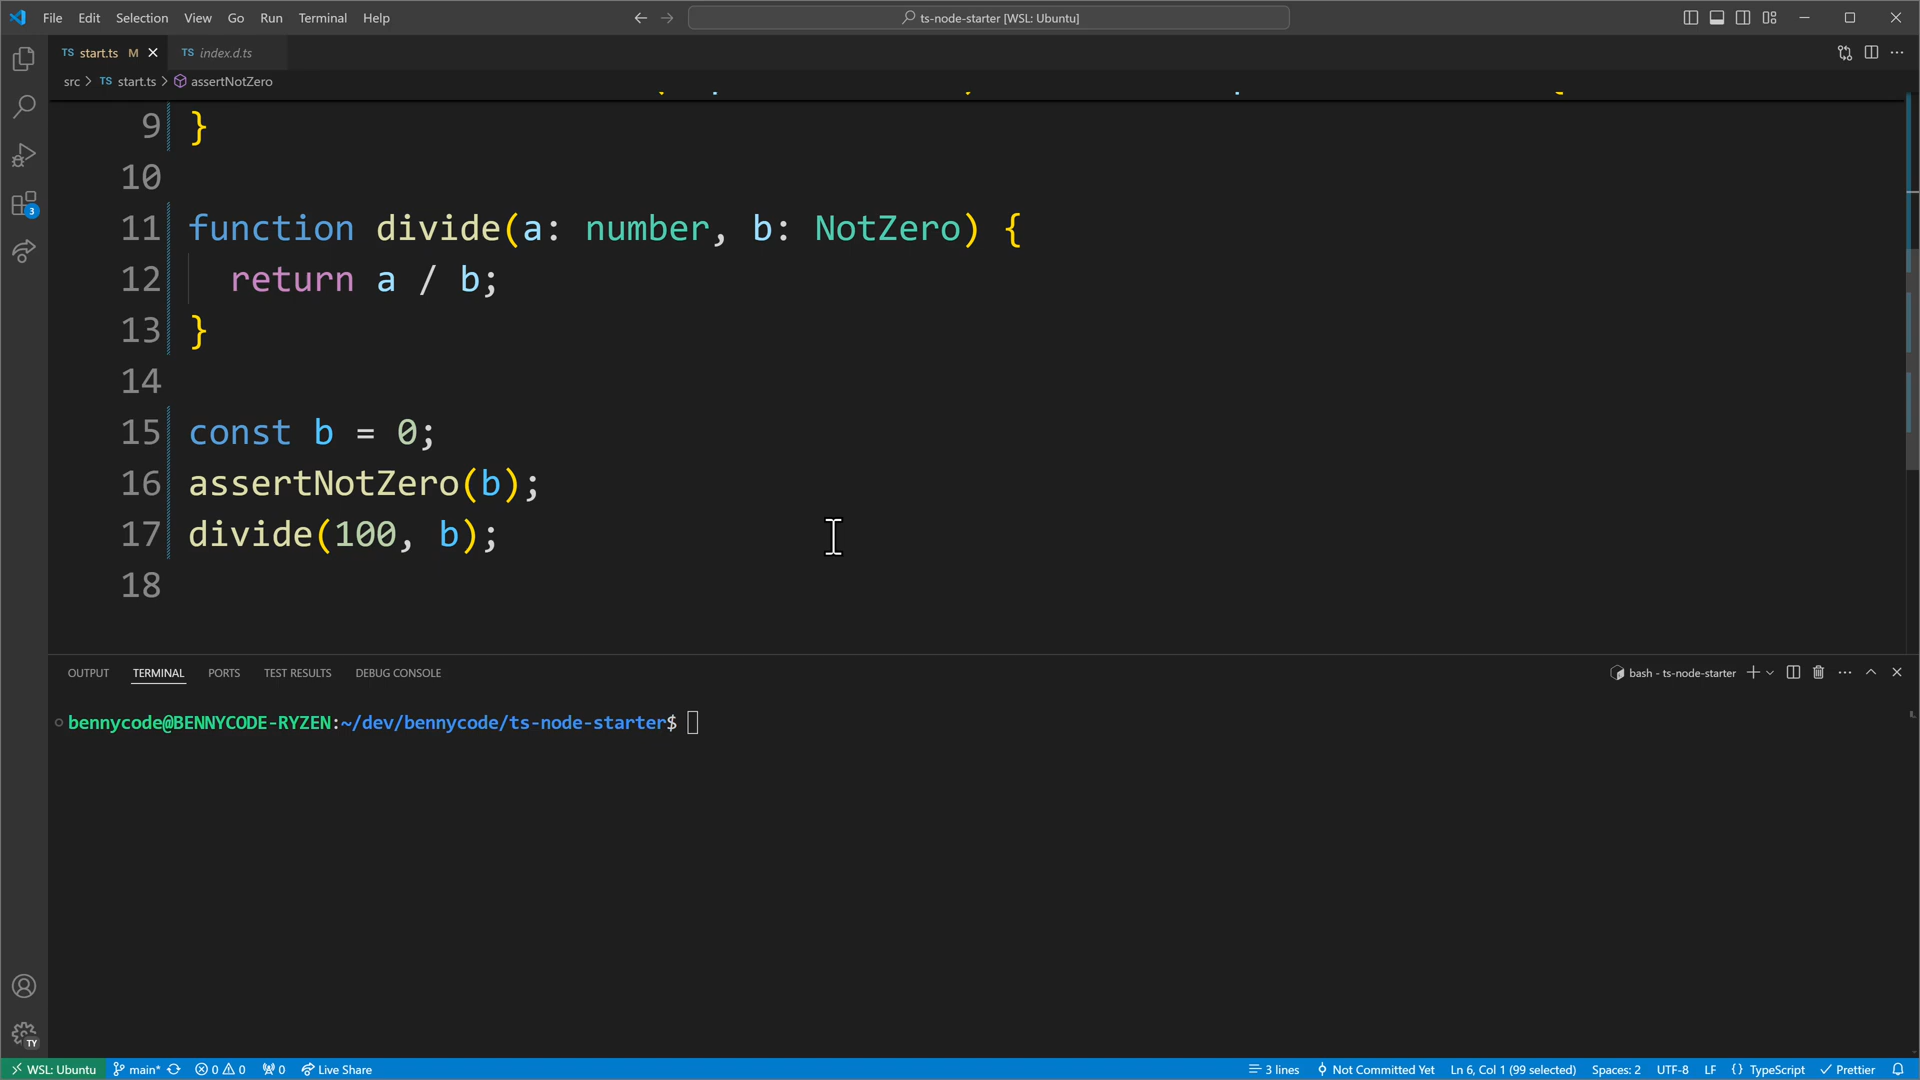 File Edit Selection View Go Run Terminal Help
ts-node-starter [WSL: Ubuntu]
TS start.ts M
TS index.d.ts
src > TS start.ts > assertNotZero
9 }
10
11 function divide(a: number, b: NotZero) {
12 return a / b;
13 }
14
15 const b = 0;
16 assertNotZero(b);
17 divide(100, b);
18
3
OUTPUT TERMINAL PORTS TEST RESULTS DEBUG CONSOLE
bash - ts-node-starter
bennycode@BENNYCODE-RYZEN:~/dev/bennycode/ts-node-starter$
TY
WSL: Ubuntu main* 0 0 0 Live Share
3 lines Not Committed Yet Ln 6, Col 1 (99 selected) Spaces: 2 UTF-8 LF {} TypeScript Prettier